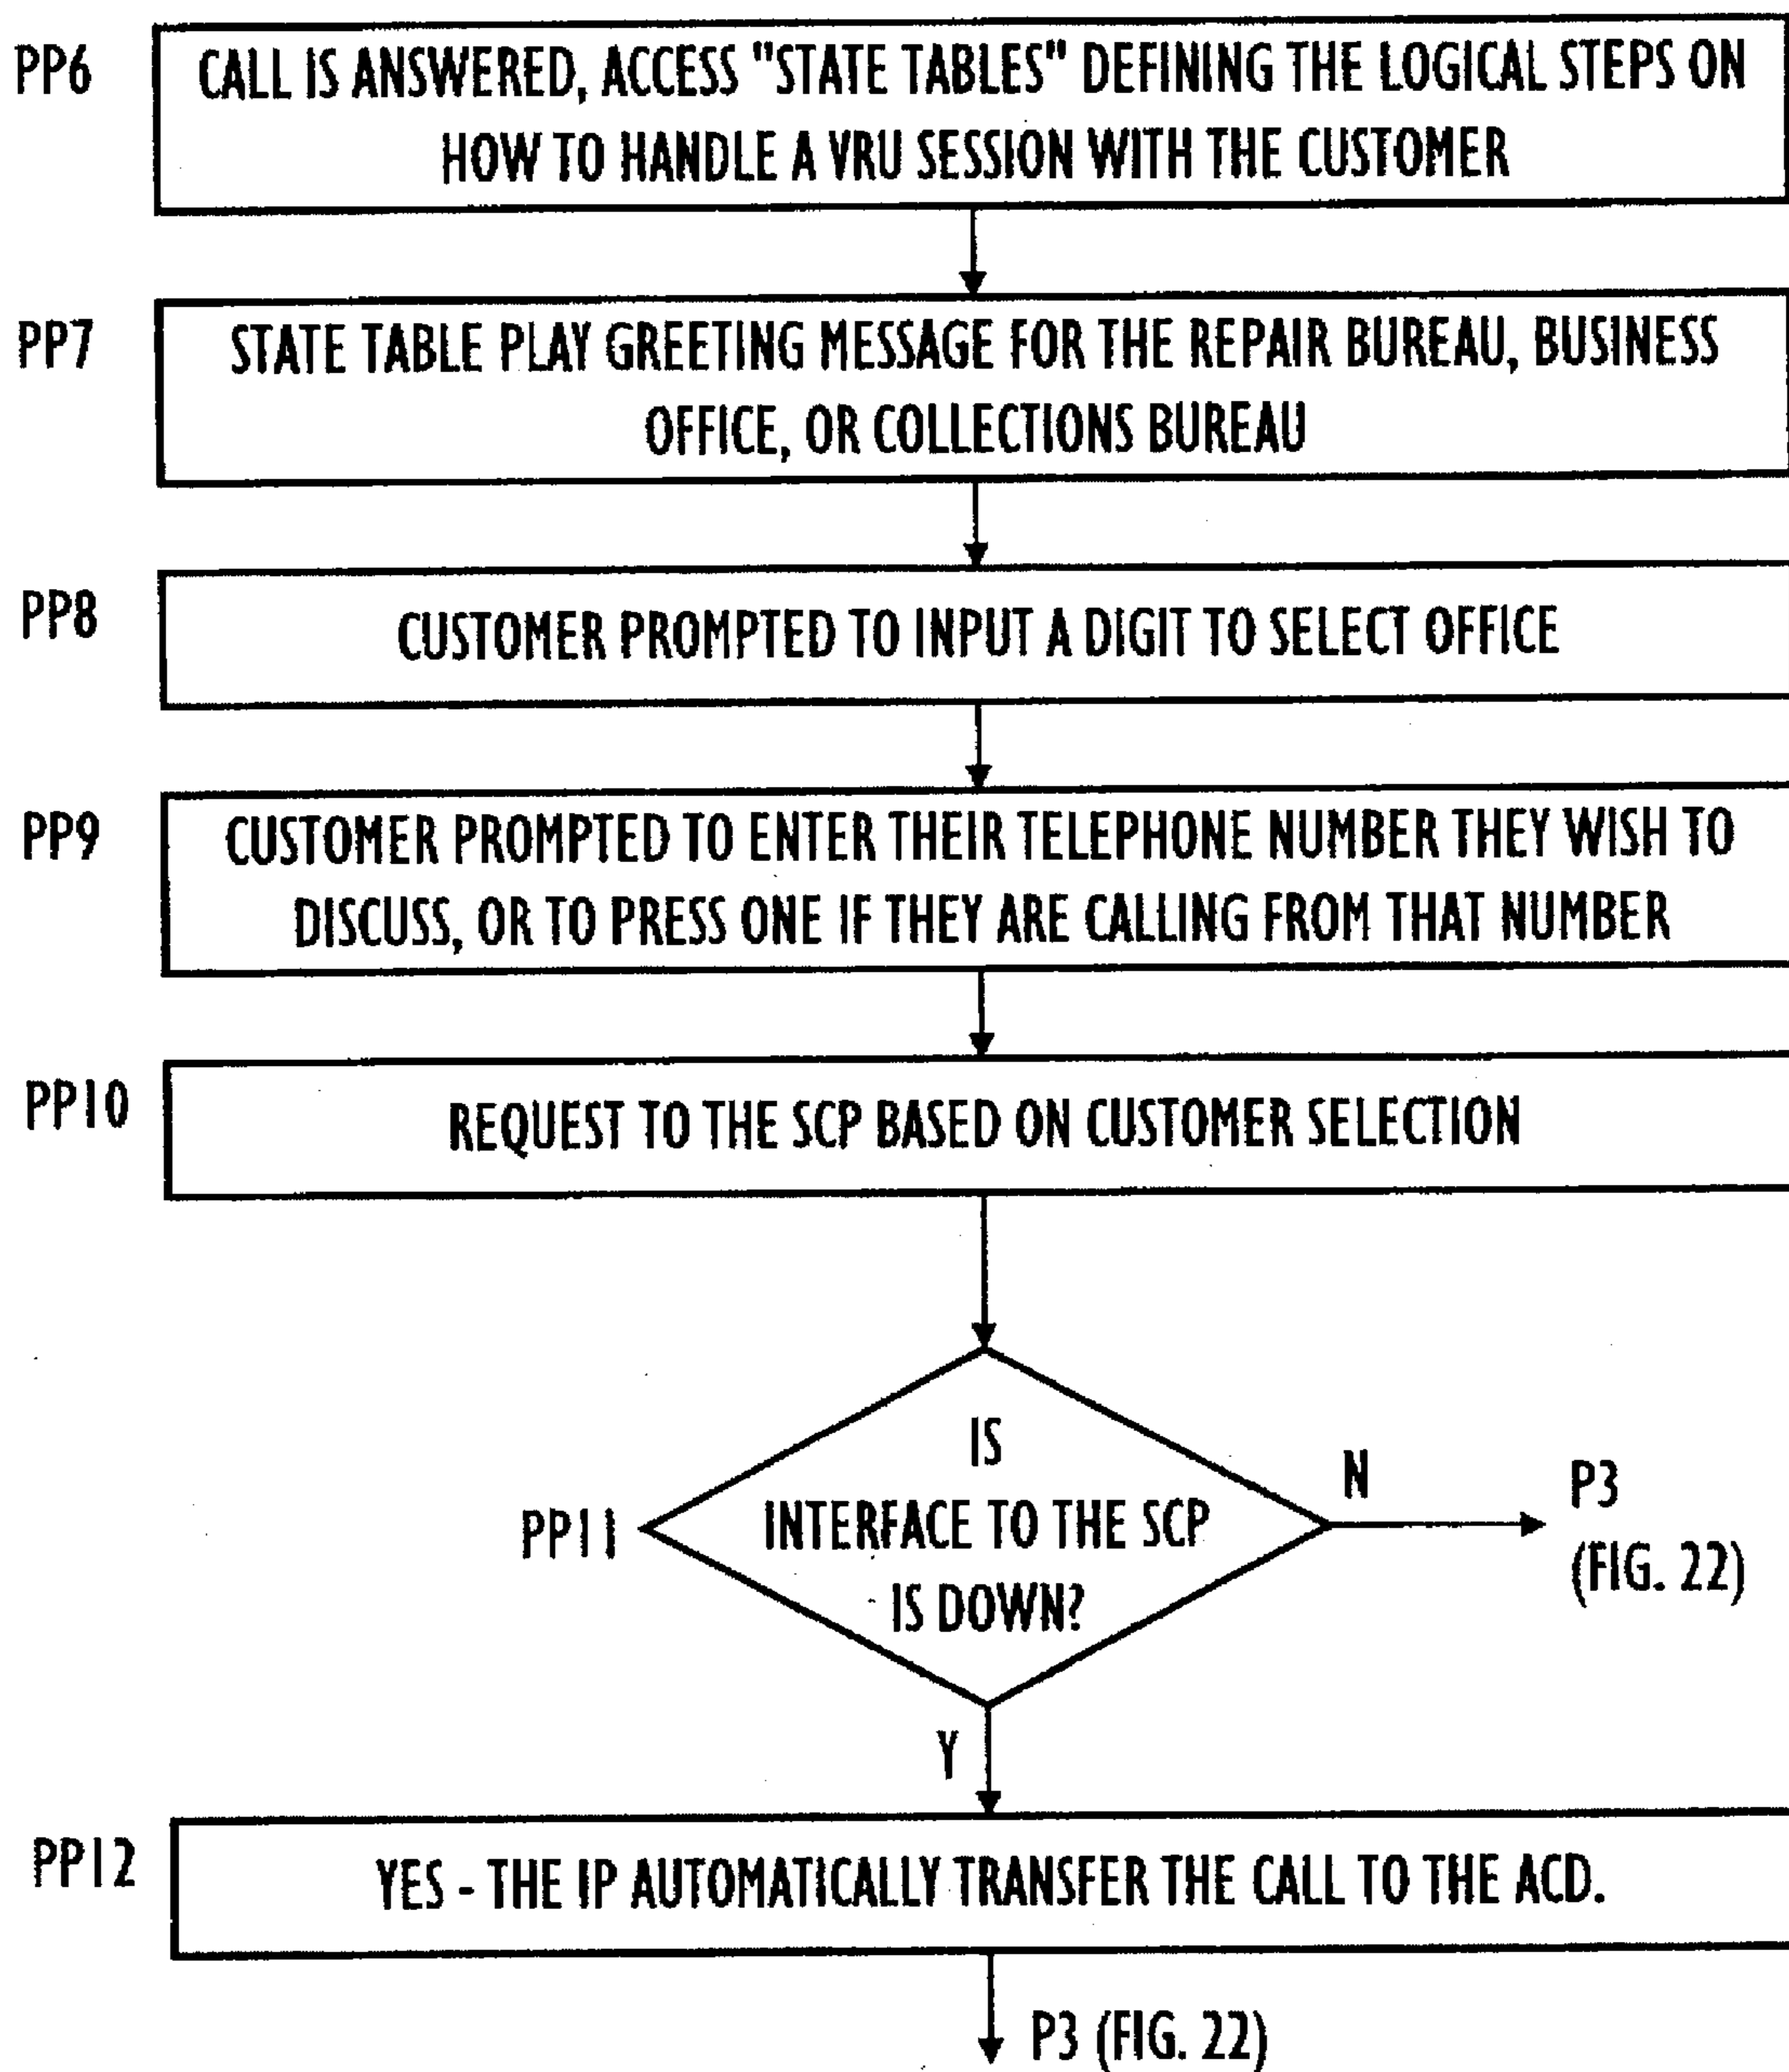 PP6
CALL IS ANSWERED, ACCESS "STATE TABLES" DEFINING THE LOGICAL STEPS ON
HOW TO HANDLE A VRU SESSION WITH THE CUSTOMER
PP7
STATE TABLE PLAY GREETING MESSAGE FOR THE REPAIR BUREAU, BUSINESS
OFFICE, OR COLLECTIONS BUREAU
PP8
CUSTOMER PROMPTED TO INPUT A DIGIT TO SELECT OFFICE
PP9
CUSTOMER PROMPTED TO ENTER THEIR TELEPHONE NUMBER THEY WISH TO
DISCUSS, OR TO PRESS ONE IF THEY ARE CALLING FROM THAT NUMBER
PP10
REQUEST TO THE SCP BASED ON CUSTOMER SELECTION
PP11
IS
INTERFACE TO THE SCP
IS DOWN?
N
P3
(FIG. 22)
Y
PP12
YES - THE IP AUTOMATICALLY TRANSFER THE CALL TO THE ACD.
P3 (FIG. 22)